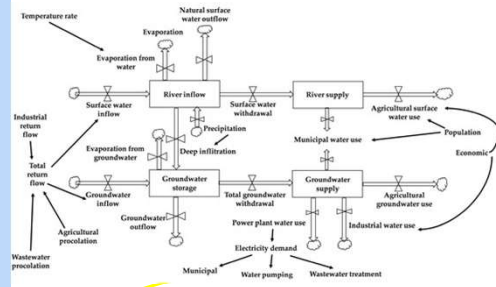 Temperature rate
Evaporation
Natural surface
water outflow
Evaporation from
water
River inflow
River supply
Surface water
inflow
Surface water
withdrawal
Agricultural surface
water use
Industrial
return
flow
Precipitation
Population
Municipal water use
Evaporation from
groundwater
Deep inflitration
Economic
Total
return
flow
Groundwater
storage
Groundwater
supply
Groundwater
inflow
Total groundwater
withdrawal
Agricultural
groundwater use
Groundwater
outflow
Power plant water use
Industrial water use
Agricultural
procolation
Electricity demand
Wastewater
procolation
Municipal
Water pumping
Wastewater treatment